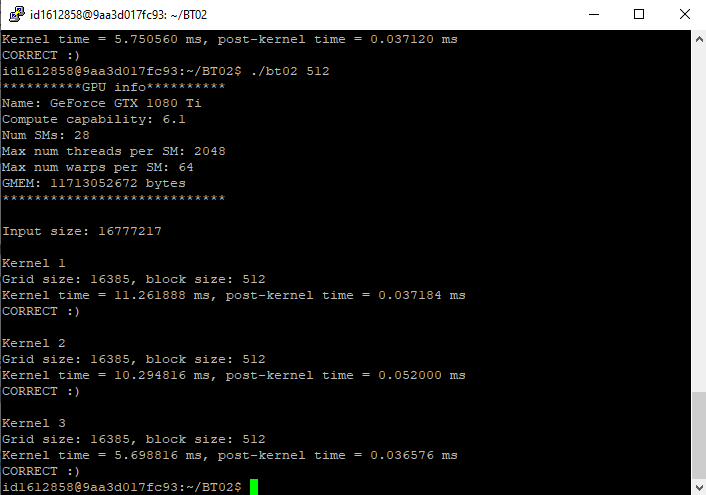 id1612858@9aa3d017fc93: ~/BT02
Kernel time = 5.750560 ms, post-kernel time = 0.037120 ms
CORRECT :)
id1612858@9aa3d017fc93:~/BT02$ ./bt02 512
**********GPU info**********
Name: GeForce GTX 1080 Ti
Compute capability: 6.1
Num SMs: 28
Max num threads per SM: 2048
Max num warps per SM: 64
GMEM: 11713052672 bytes
****************************
Input size: 16777217
Kernel 1
Grid size: 16385, block size: 512
Kernel time = 11.261888 ms, post-kernel time = 0.037184 ms
CORRECT :)
Kernel 2
Grid size: 16385, block size: 512
Kernel time = 10.294816 ms, post-kernel time = 0.052000 ms
CORRECT :)
Kernel 3
Grid size: 16385, block size: 512
Kernel time = 5.698816 ms, post-kernel time = 0.036576 ms
CORRECT :)
id1612858@9aa3d017fc93:~/BT02$